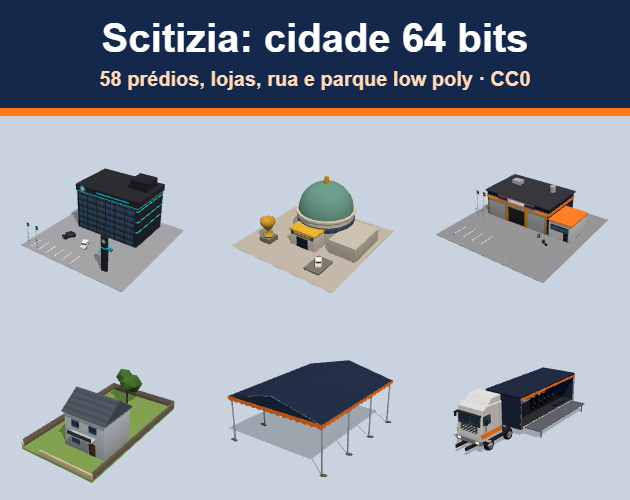 Scitizia: cidade 64 bits
58 prédios, lojas, rua e parque low poly · CC0